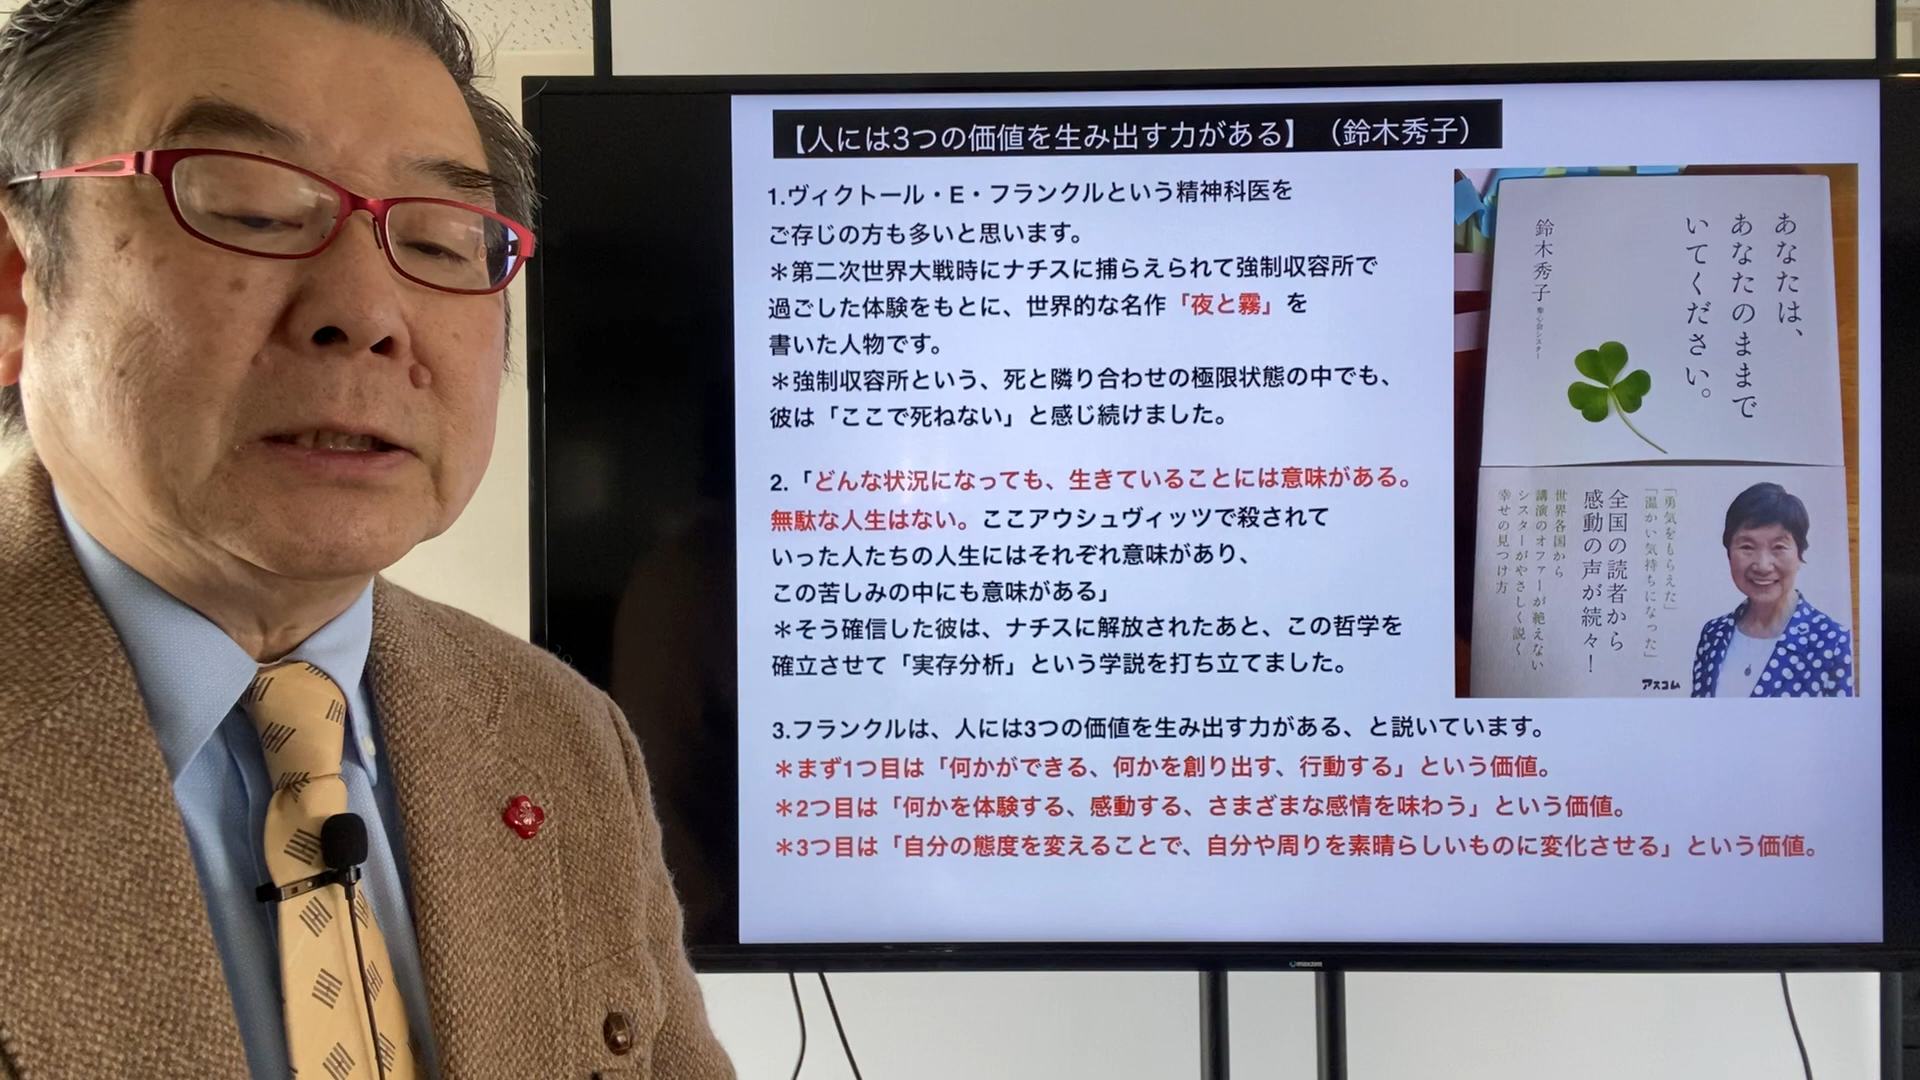 【人には3つの価値を生み出す力がある】（鈴木秀子）
1.ヴィクトール・E・フランクルという精神科医を
ご存じの方も多いと思います。
＊第二次世界大戦時にナチスに捕らえられて強制収容所で
過ごした体験をもとに、世界的な名作「夜と霧」を
書いた人物です。
＊強制収容所という、死と隣り合わせの極限状態の中でも、
彼は「ここで死ねない」と感じ続けました。
2.「どんな状況になっても、生きていることには意味がある。
無駄な人生はない。ここアウシュヴィッツで殺されて
いった人たちの人生にはそれぞれ意味があり、
この苦しみの中にも意味がある」
＊そう確信した彼は、ナチスに解放されたあと、この哲学を
確立させて「実存分析」という学説を打ち立てました。
3.フランクルは、人には3つの価値を生み出す力がある、と説いています。
＊まず1つ目は「何かができる、何かを創り出す、行動する」という価値。
＊2つ目は「何かを体験する、感動する、さまざまな感情を味わう」という価値。
＊3つ目は「自分の態度を変えることで、自分や周りを素晴らしいものに変化させる」という価値。
あなたは、
あなたのままで
いてください。
鈴木秀子
聖心会シスター
「勇気をもらえた」
「温かい気持ちになった」
全国の読者から
感動の声が続々！
世界各国から
講演のオファーが絶えない
シスターがやさしく説く
幸せの見つけ方
アスコム
maxzen